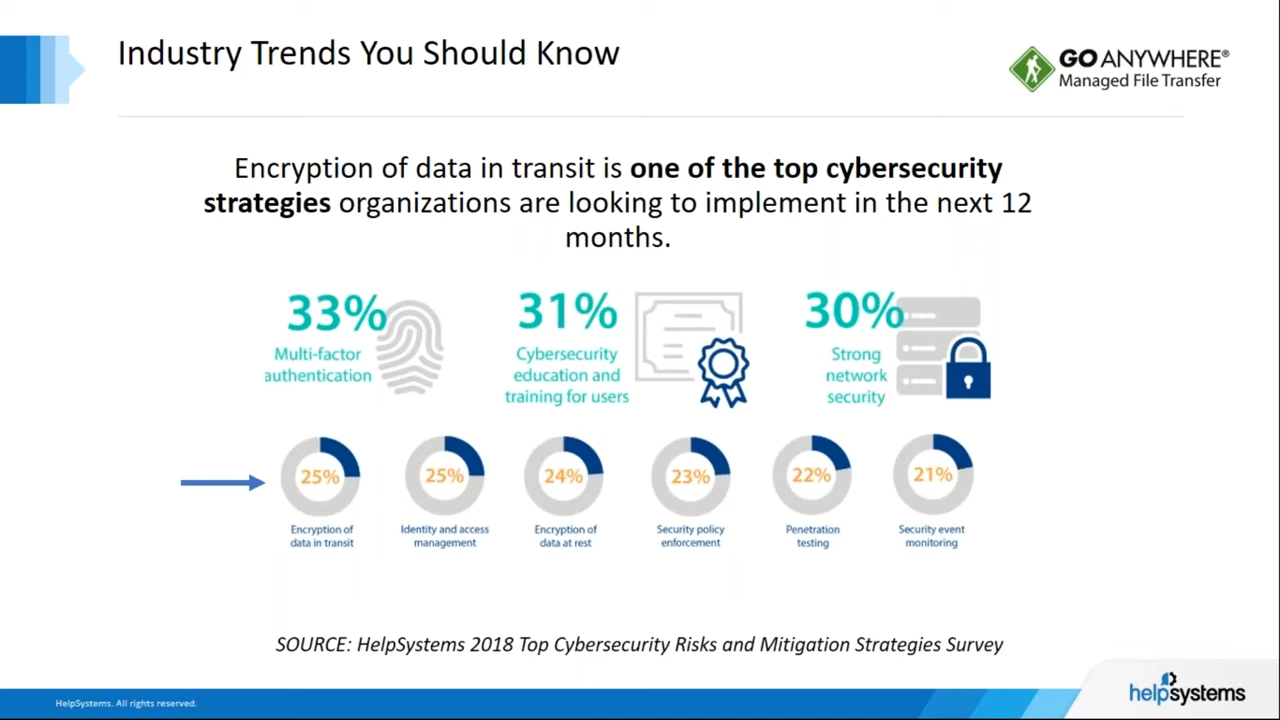 Industry Trends You Should Know
GO ANYWHERE®
Managed File Transfer
Encryption of data in transit is one of the top cybersecurity
strategies organizations are looking to implement in the next 12
months.
33%
Multi-factor
authentication
31%
Cybersecurity
education and
training for users
30%
Strong
network
security
25%
Encryption of
data in transit
25%
Identity and access
management
24%
Encryption of
data at rest
23%
Security policy
enforcement
22%
Penetration
testing
21%
Security event
monitoring
SOURCE: HelpSystems 2018 Top Cybersecurity Risks and Mitigation Strategies Survey
HelpSystems. All rights reserved.
helpsystems